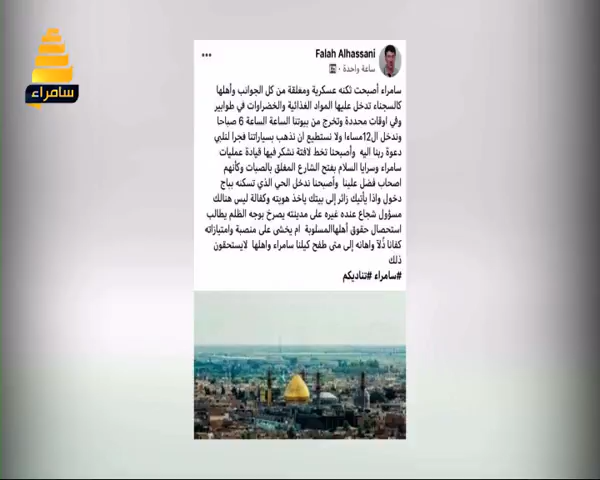 سامراء
Falah Alhassani
ساعة واحدة
سامراء أصبحت ثكنه عسكرية ومغلقة من كل الجوانب وأهلها
كالسجناء تدخل عليها المواد الغذائية والخضراوات في طوابير
وفي اوقات محددة وتخرج من بيوتنا الساعة الساعة 6 صباحا
وندخل ال12مساءا ولا نستطيع ان نذهب بسياراتنا فجرا لنلبي
دعوة ربنا اليه وأصبحنا نخط لافتة نشكر فيها قيادة عمليات
سامراء وسرايا السلام بفتح الشارع المغلق بالصبات وكأنهم
اصحاب فضل علينا وأصبحنا ندخل الحي الذي تسكنه بباج
دخول واذا يأتيك زائر إلى بيتك ياخذ هويته وكفالة ليس هنالك
مسؤول شجاع عنده غيره على مدينته يصرخ بوجه الظلم يطالب
استحصال حقوق أهلهاالمسلوبة ام يخشى على منصبة وامتيازاته
كفانا ذُلاً واهانه إلى متى طفح كيلنا سامراء واهلها لايستحقون
ذلك
#سامراء #تناديكم